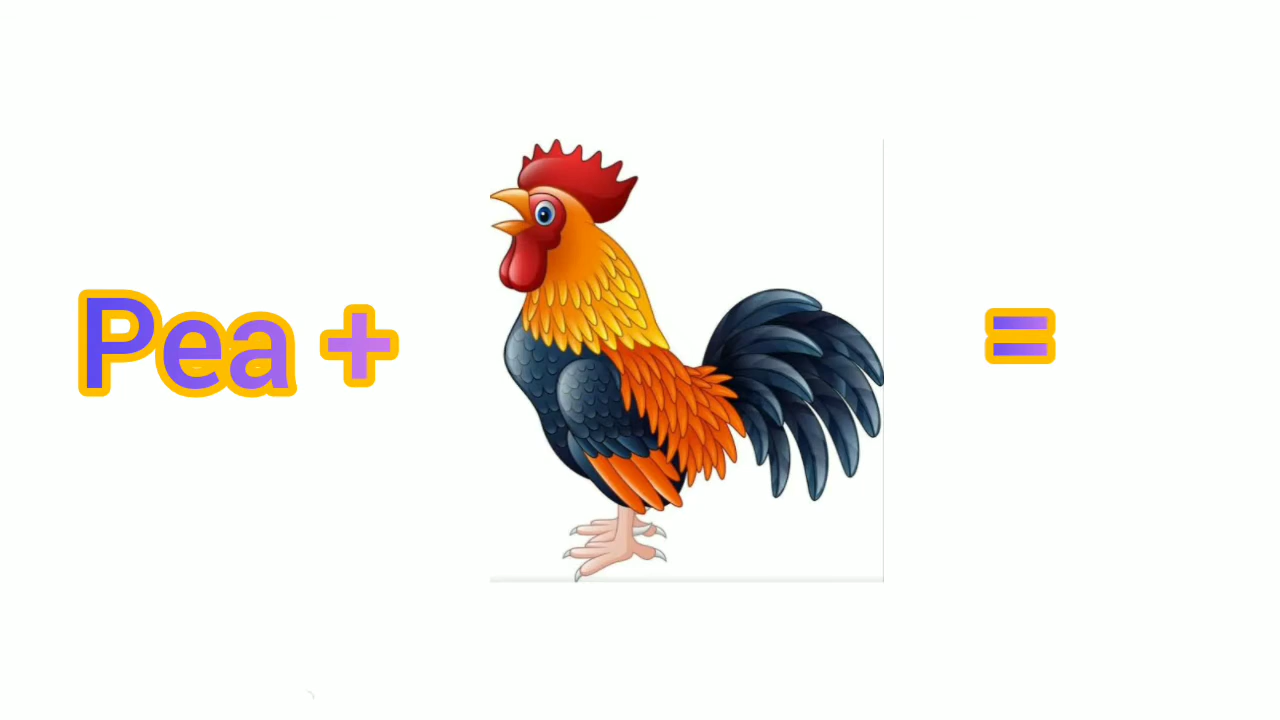 Pea + =